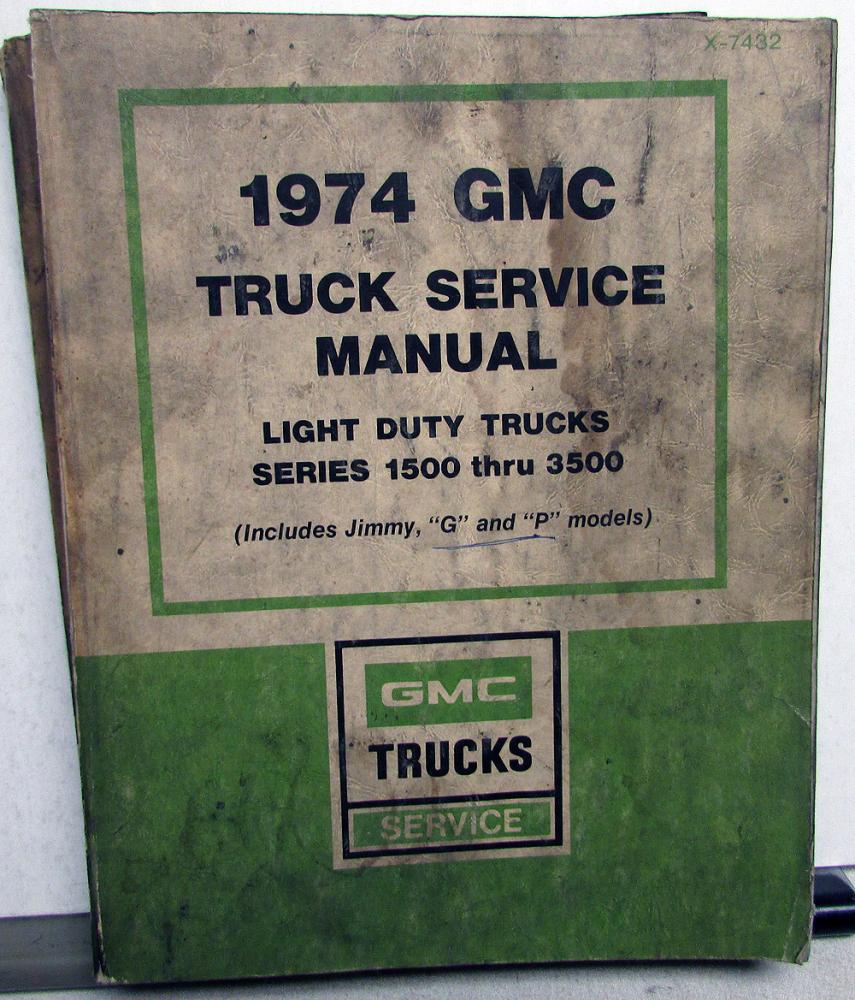 X-7432
1974 GMC
TRUCK SERVICE
MANUAL
LIGHT DUTY TRUCKS
SERIES 1500 thru 3500
(Includes Jimmy, “G” and “P” models)
GMC
TRUCKS
SERVICE